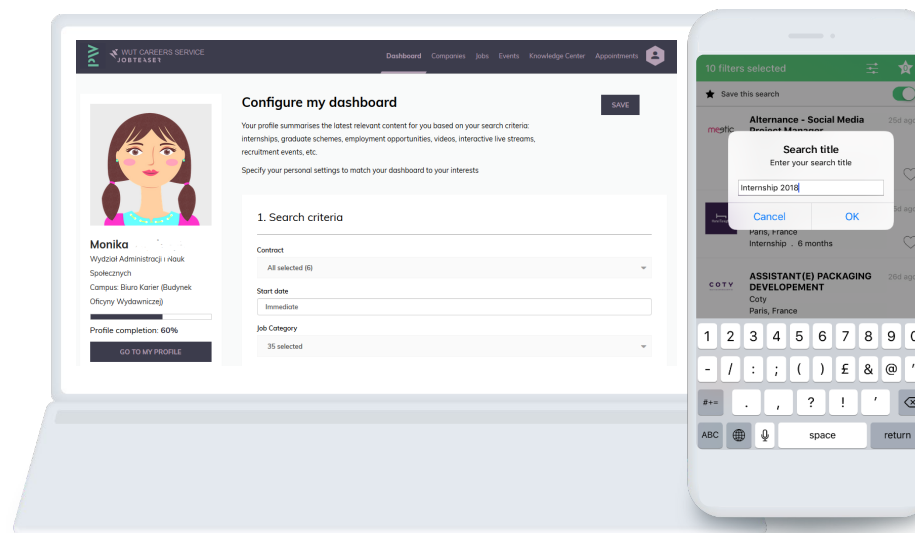 WUT CAREERS SERVICE
JOBTEASER
Dashboard Companies Jobs Events Knowledge Center Appointments
Configure my dashboard
SAVE
Your profile summarises the latest relevant content for you based on your search criteria:
internships, graduate schemes, employment opportunities, videos, interactive live streams,
recruitment events, etc.
Specify your personal settings to match your dashboard to your interests
Monika
Wydział Administracji i Nauk
Społecznych
Campus: Biuro Karier (Budynek
Oficyny Wydawniczej)
Profile completion: 60%
GO TO MY PROFILE
1. Search criteria
Contract
All selected (6)
Start date
Immediate
Job Category
35 selected
10 filters selected
Save this search
meetic
Alternance - Social Media
25d ago
Project Manager
Search title
Enter your search title
Internship 2018
Cancel OK
5d ago
Paris, France
Internship . 6 months
COTY
ASSISTANT(E) PACKAGING
26d ago
DEVELOPEMENT
Coty
Paris, France
1 2 3 4 5 6 7 8 9 0
- / : ; ( ) £ & @
#+= . , ? ! '
ABC space return